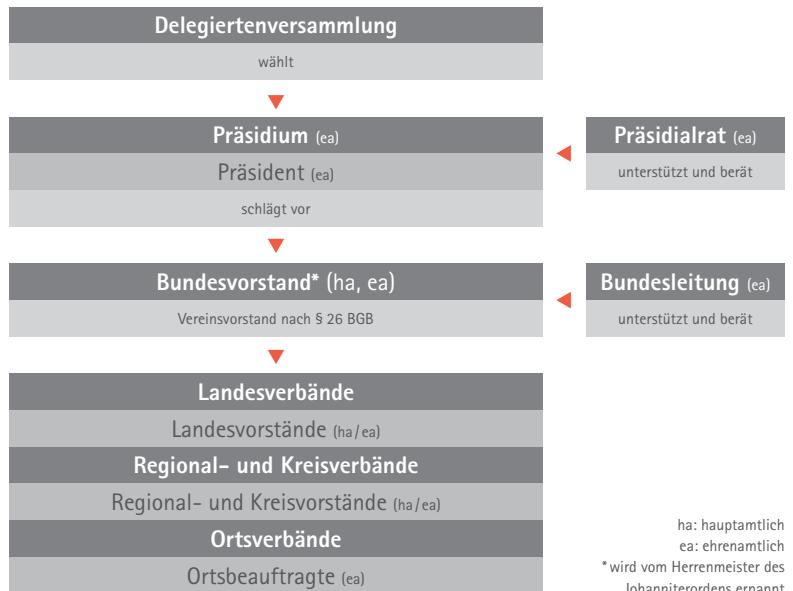 Delegiertenversammlung
wählt
Präsidium (ea)
Präsident (ea)
schlägt vor
Präsidialrat (ea)
unterstützt und berät
Bundesvorstand* (ha, ea)
Vereinsvorstand nach § 26 BGB
Bundesleitung (ea)
unterstützt und berät
Landesverbände
Landesvorstände (ha/ea)
Regional- und Kreisverbände
Regional- und Kreisvorstände (ha/ea)
Ortsverbände
Ortsbeauftragte (ea)
ha: hauptamtlich
ea: ehrenamtlich
*wird vom Herrenmeister des
Johanniterordens ernannt